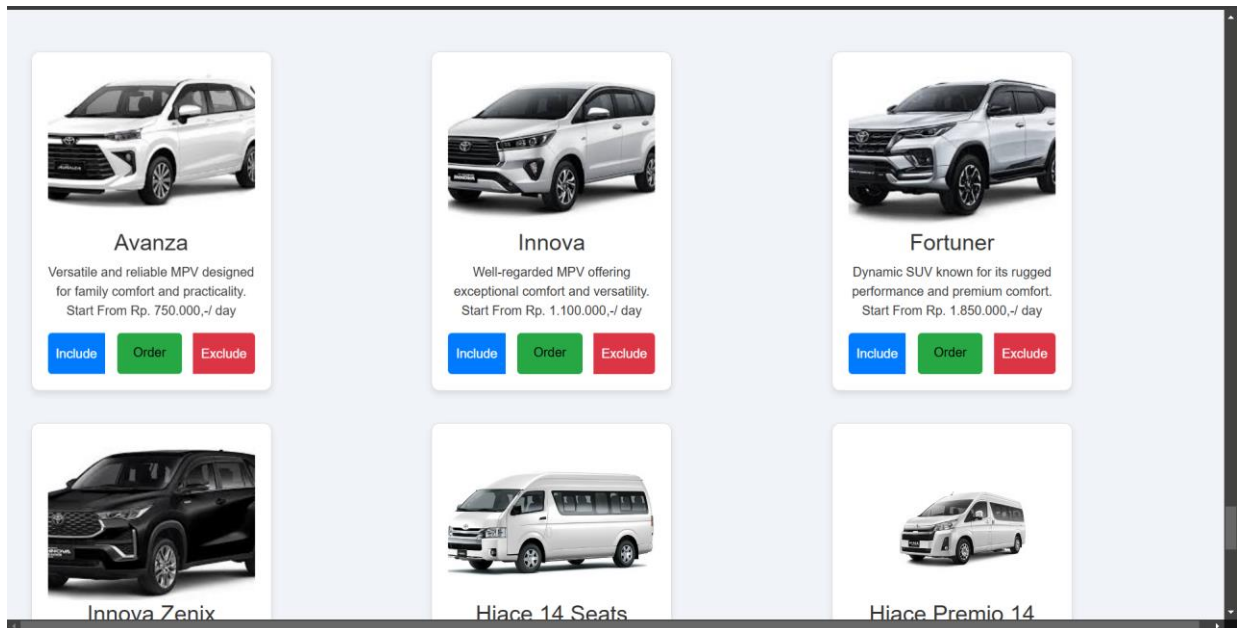 Avanza
Versatile and reliable MPV designed
for family comfort and practicality.
Start From Rp. 750.000,-/ day
Include
Order
Exclude
Innova
Well-regarded MPV offering
exceptional comfort and versatility.
Start From Rp. 1.100.000,-/ day
Include
Order
Exclude
Fortuner
Dynamic SUV known for its rugged
performance and premium comfort.
Start From Rp. 1.850.000,-/ day
Include
Order
Exclude
Innova Zenix
Hiace 14 Seats
Hiace Premio 14